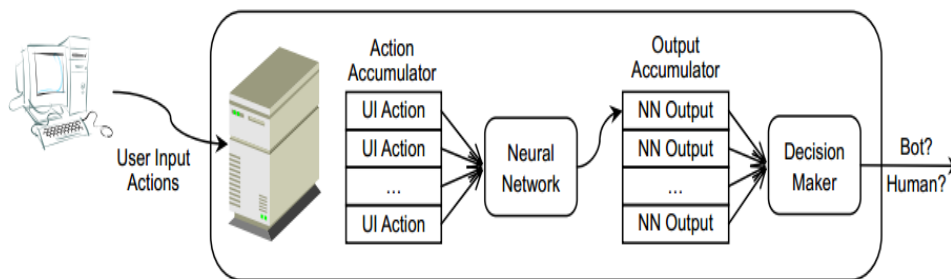 User Input
Actions
Action
Accumulator
UI Action
UI Action
...
UI Action
Neural
Network
Output
Accumulator
NN Output
NN Output
...
NN Output
Decision
Maker
Bot?
Human?